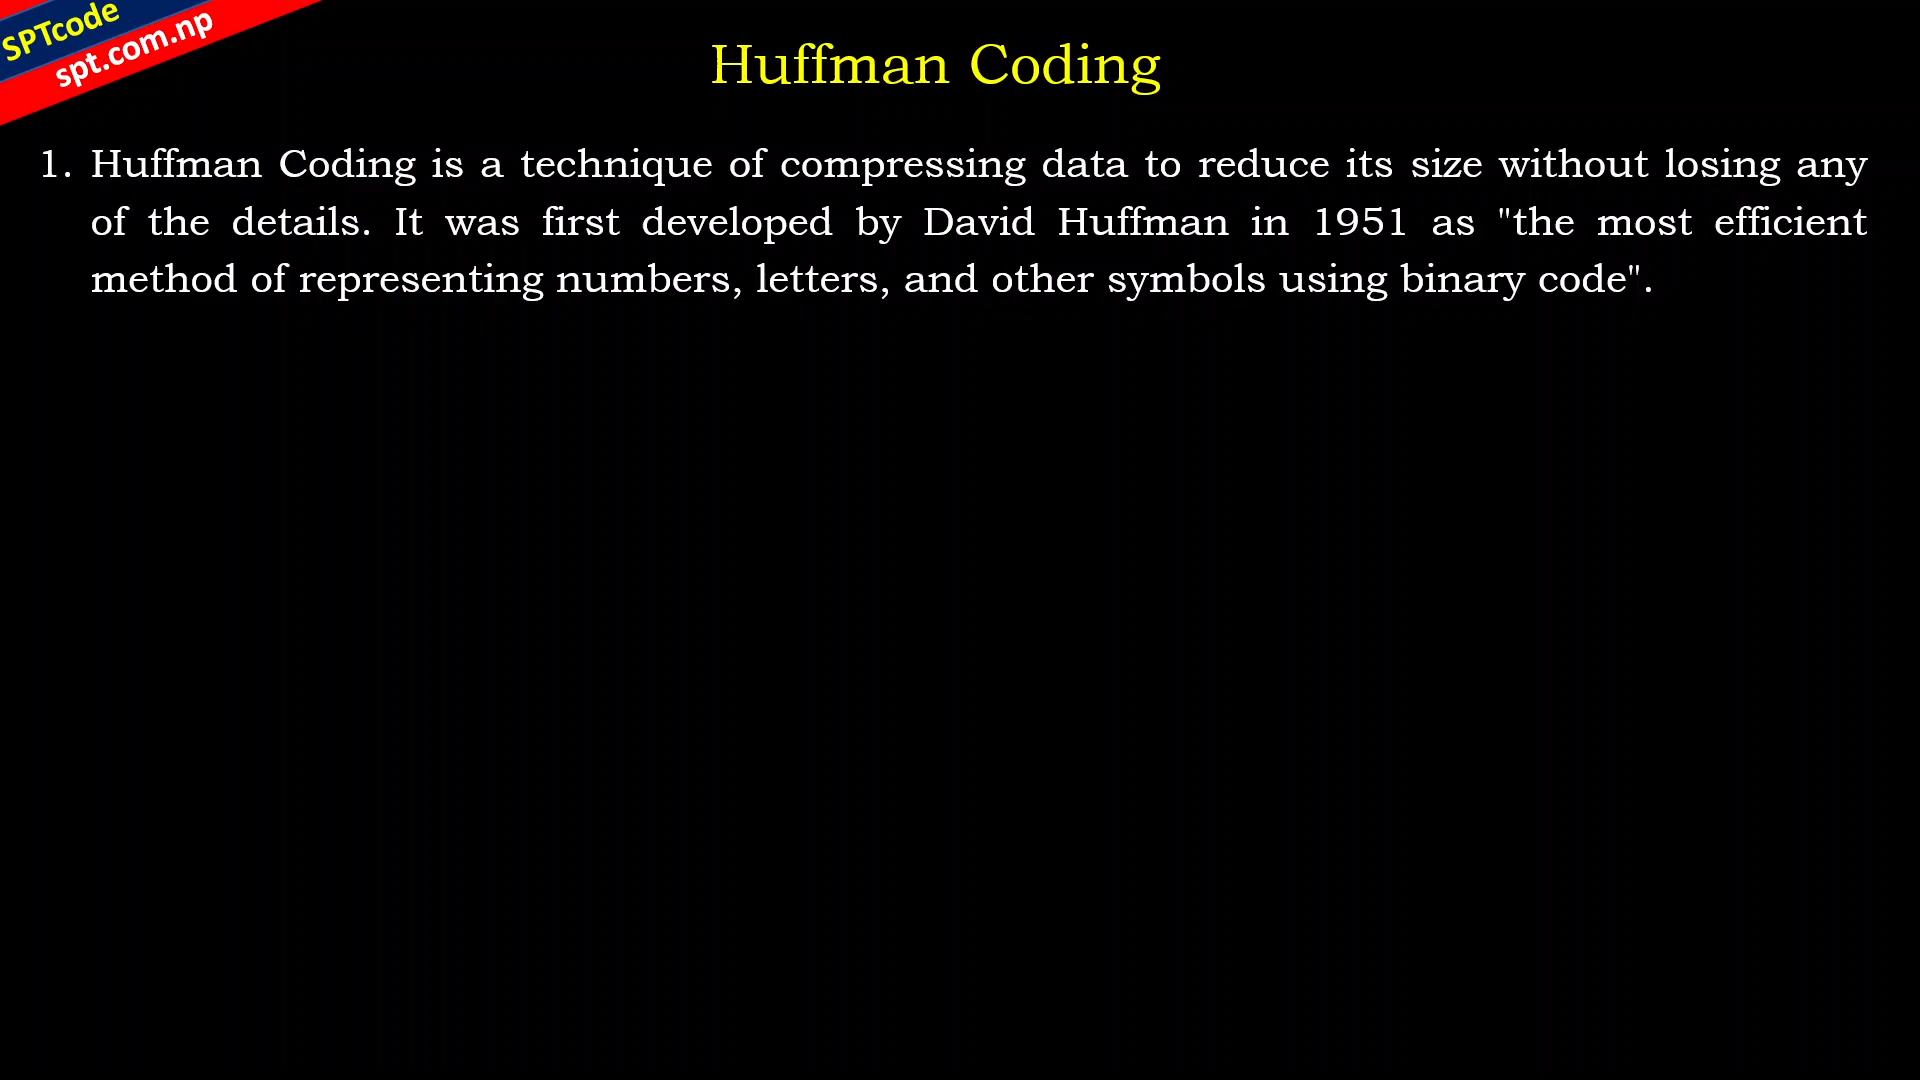 SPTcode
spt.com.np
Huffman Coding
1. Huffman Coding is a technique of compressing data to reduce its size without losing any
of the details. It was first developed by David Huffman in 1951 as "the most efficient
method of representing numbers, letters, and other symbols using binary code".